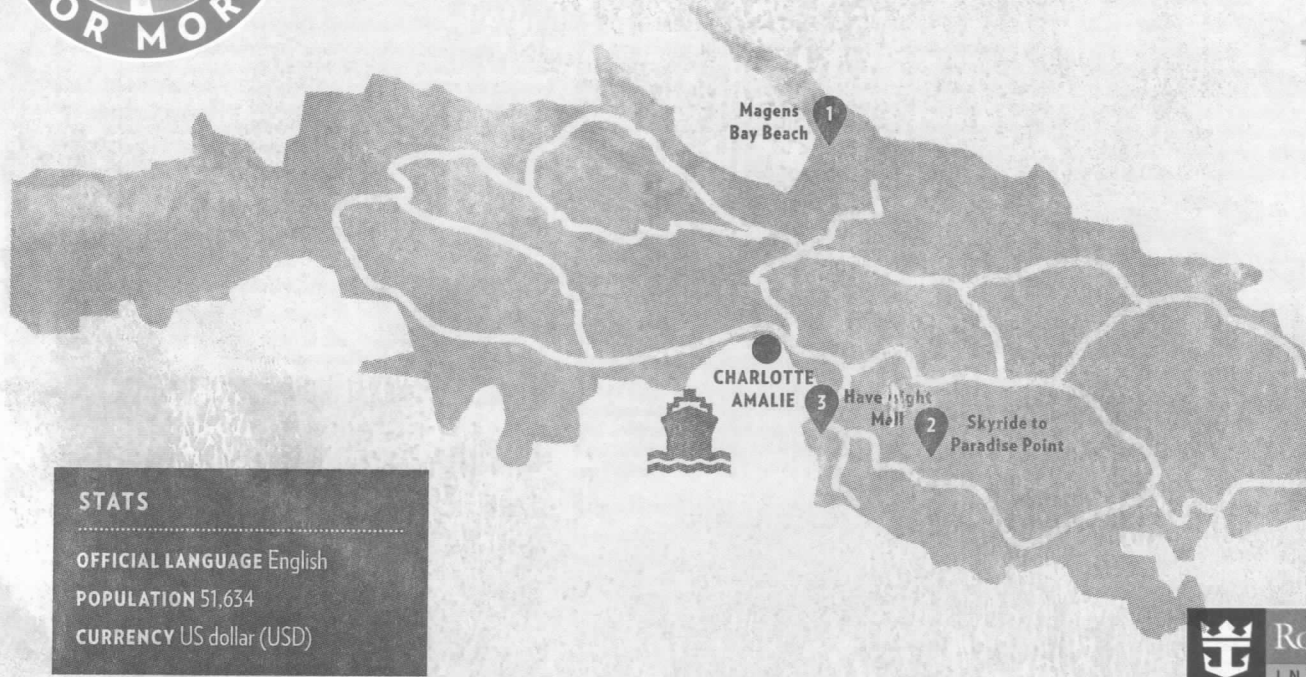 OR MOR
Magens
Bay Beach
1
CHARLOTTE
AMALIE
3
Mall
2
Skyride to
Paradise Point
STATS
OFFICIAL LANGUAGE English
POPULATION 51,634
CURRENCY US dollar (USD)